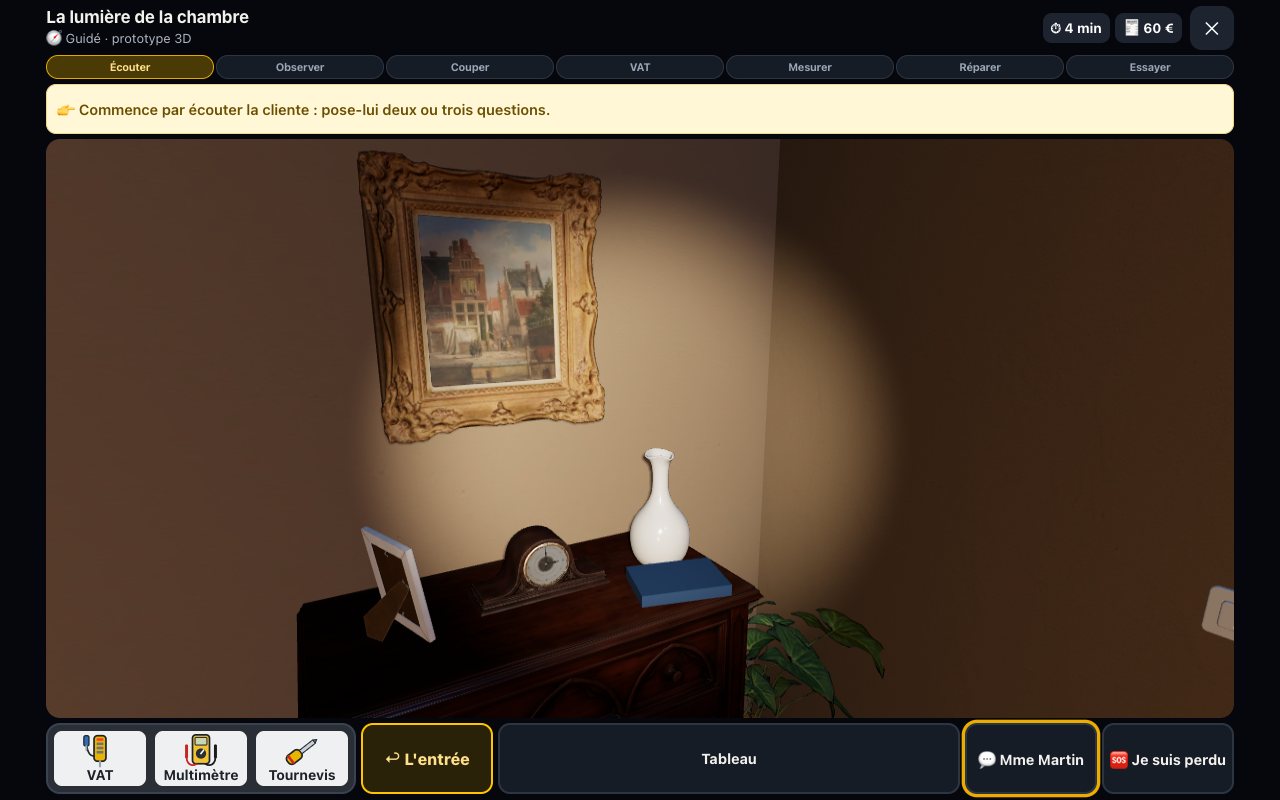 La lumière de la chambre
Guidé · prototype 3D
4 min
60 €
Écouter
Observer
Couper
VAT
Mesurer
Réparer
Essayer
Commence par écouter la cliente : pose-lui deux ou trois questions.
VAT
Multimètre
Tournevis
L'entrée
Tableau
Mme Martin
SOS Je suis perdu